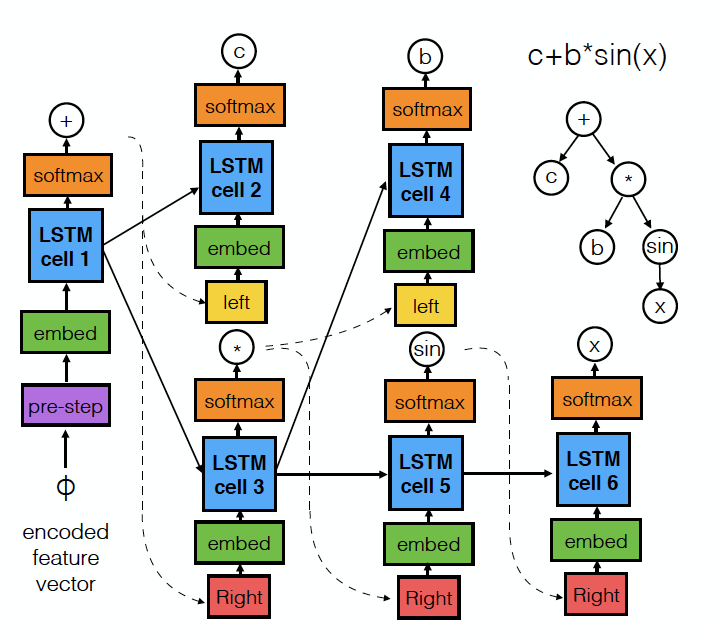 +
softmax
LSTM
cell 1
embed
pre-step
ϕ
encoded
feature
vector
c
softmax
LSTM
cell 2
embed
left
*
softmax
LSTM
cell 3
embed
Right
b
softmax
LSTM
cell 4
embed
left
sin
softmax
LSTM
cell 5
embed
Right
x
softmax
LSTM
cell 6
embed
Right
c+b*sin(x)
+
c
*
b
sin
x